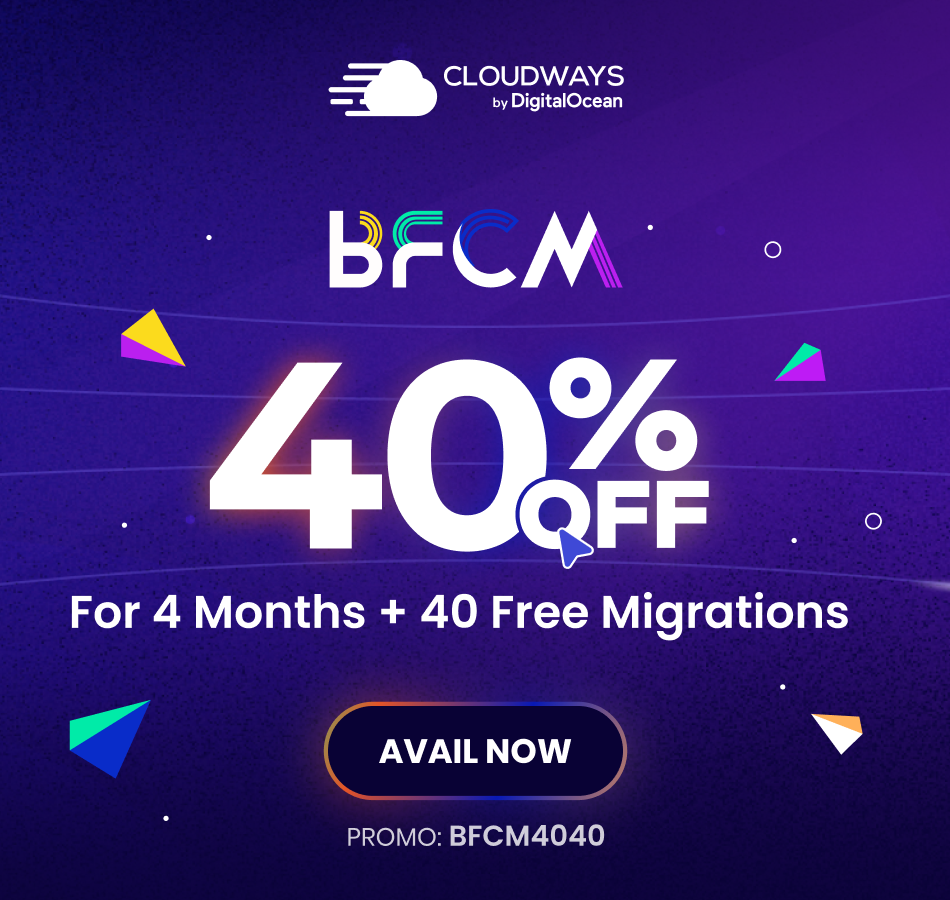 CLOUDWAYS
by DigitalOcean
BFCM
40%
OFF
For 4 Months + 40 Free Migrations
AVAIL NOW
PROMO: BFCM4040